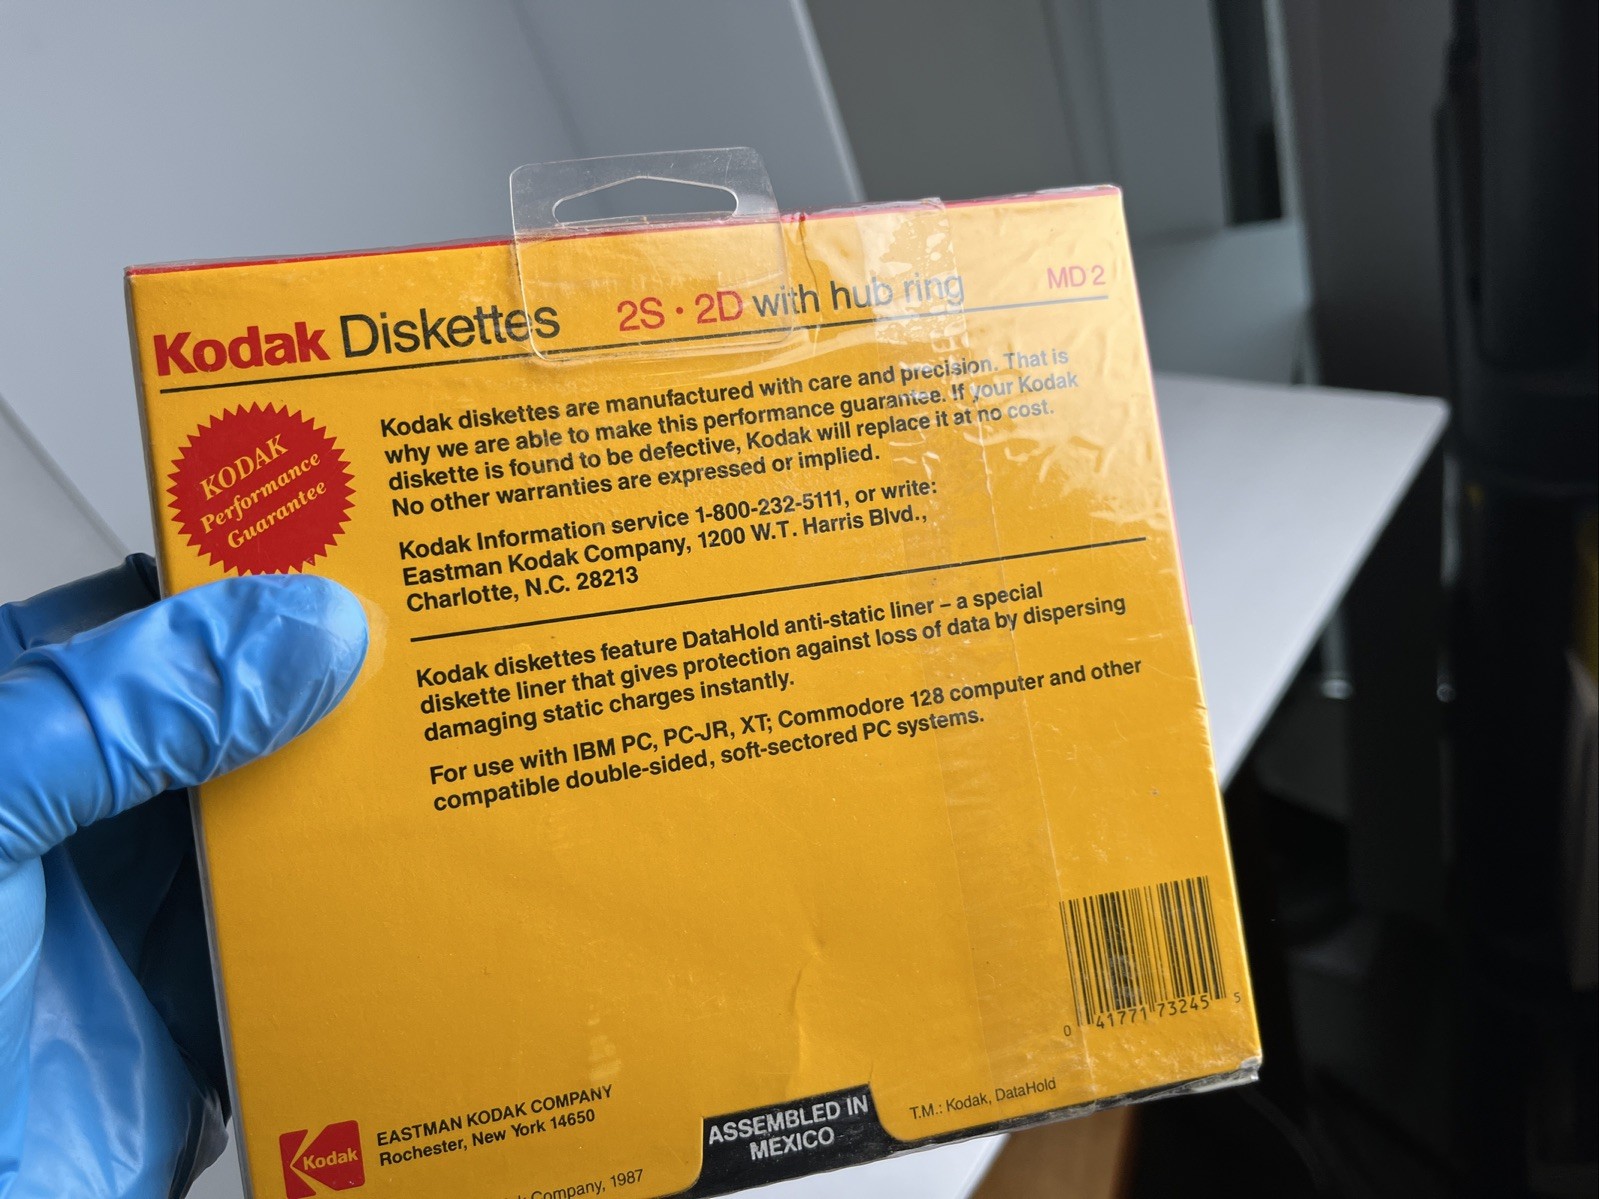 Kodak Diskettes 2S • 2D with hub ring MD 2
KODAK
Performance
Guarantee
Kodak diskettes are manufactured with care and precision. That is
why we are able to make this performance guarantee. If your Kodak
diskette is found to be defective, Kodak will replace it at no cost.
No other warranties are expressed or implied.
Kodak Information service 1-800-232-5111, or write:
Eastman Kodak Company, 1200 W.T. Harris Blvd.,
Charlotte, N.C. 28213
Kodak diskettes feature DataHold anti-static liner – a special
diskette liner that gives protection against loss of data by dispersing
damaging static charges instantly.
For use with IBM PC, PC-JR, XT; Commodore 128 computer and other
compatible double-sided, soft-sectored PC systems.
0 41771 73245 5
Kodak
EASTMAN KODAK COMPANY
Rochester, New York 14650
ASSEMBLED IN
MEXICO
T.M.: Kodak, DataHold
Company, 1987